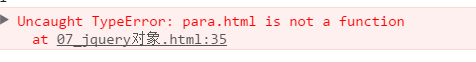 Uncaught TypeError: para.html is not a function
at 07_jquery对象.html:35